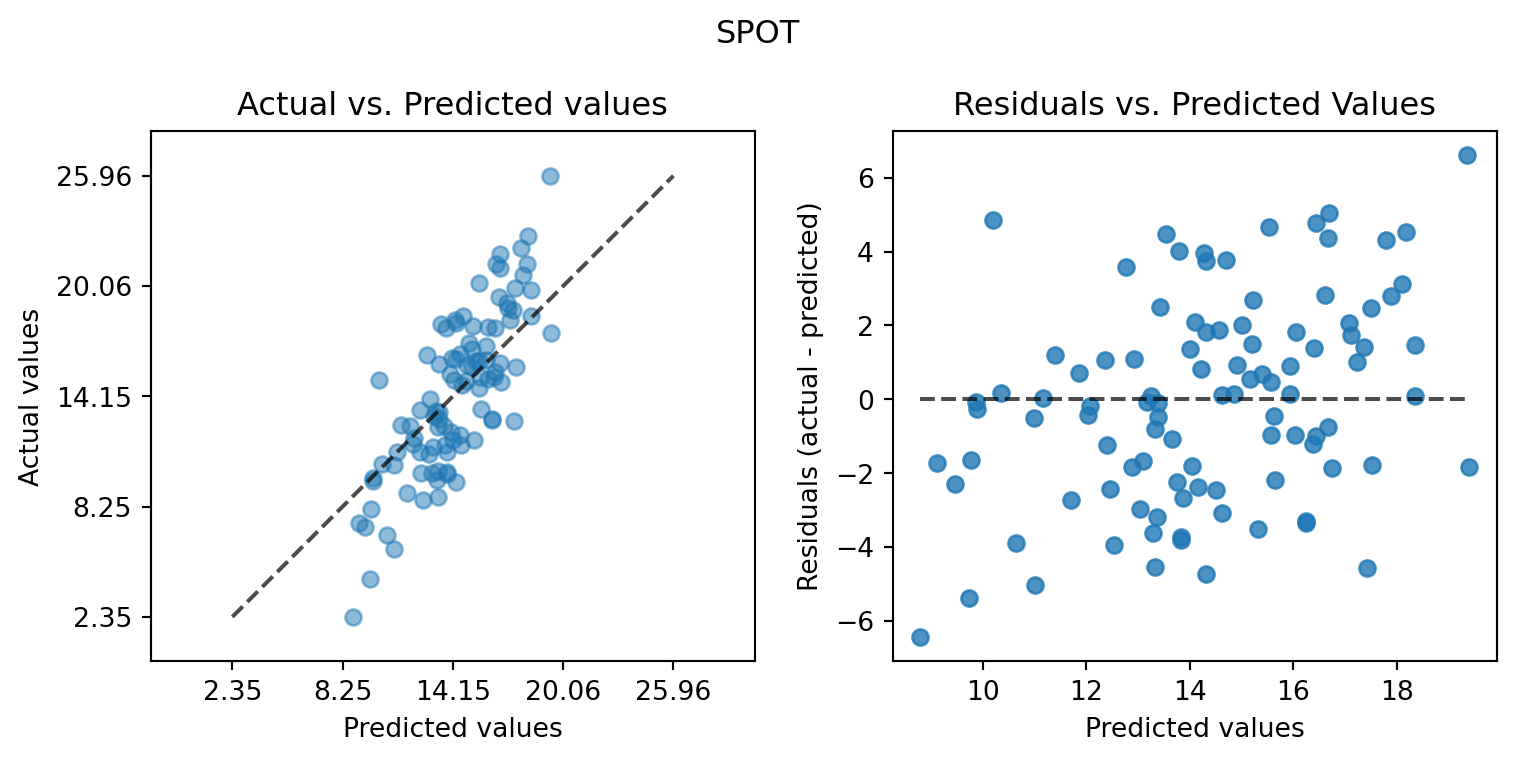 SPOT
Actual vs. Predicted values
Actual values
25.96
20.06
14.15
8.25
2.35
2.35 8.25 14.15 20.06 25.96
Predicted values
Residuals vs. Predicted Values
Residuals (actual - predicted)
6
4
2
0
−2
−4
−6
10 12 14 16 18
Predicted values